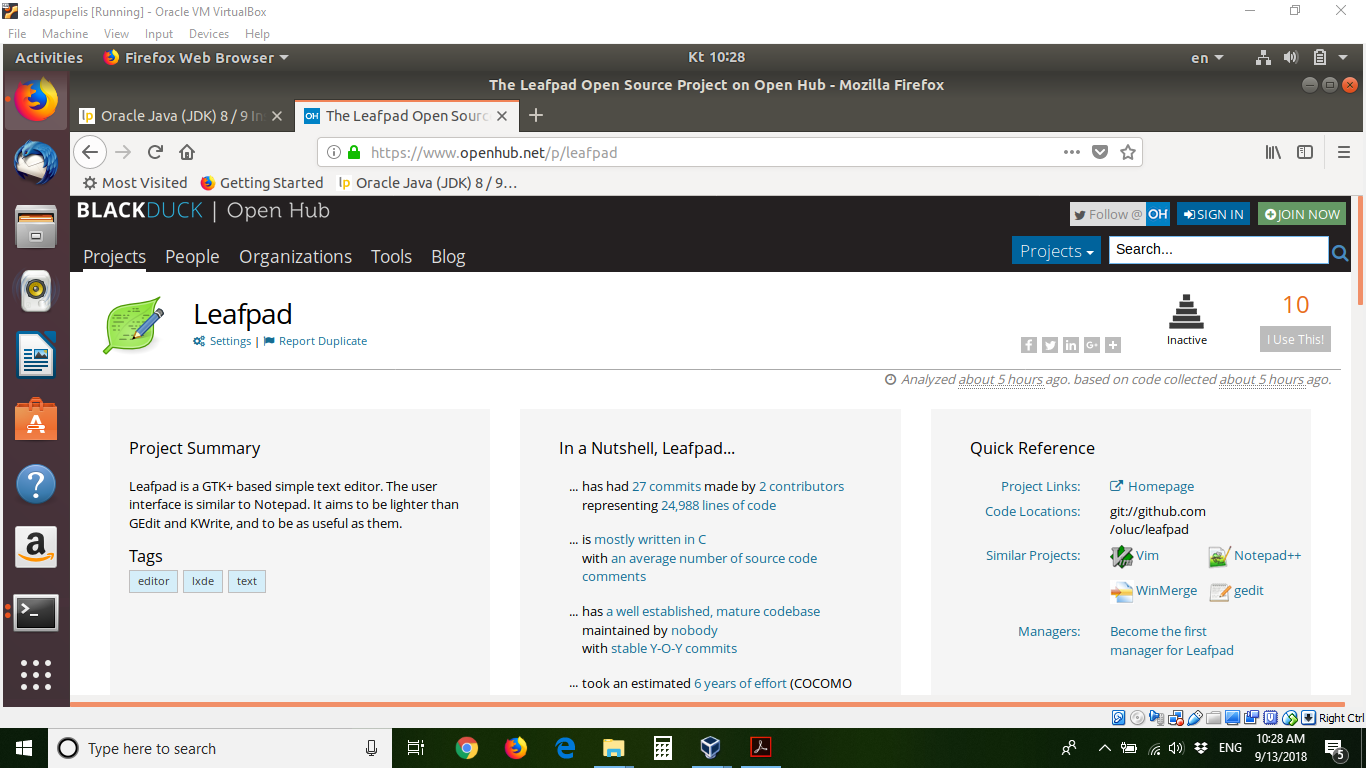 aidaspupelis [Running] - Oracle VM VirtualBox
File Machine View Input Devices Help
Activities Firefox Web Browser Kt 10:28 en
The Leafpad Open Source Project on Open Hub - Mozilla Firefox
lp Oracle Java (JDK) 8 / 9 In OH The Leafpad Open Sourc
https://www.openhub.net/p/leafpad
Most Visited Getting Started lp Oracle Java (JDK) 8 / 9…
BLACKDUCK | Open Hub
Follow @ OH SIGN IN JOIN NOW
Projects People Organizations Tools Blog Projects Search...
Leafpad
Settings | Report Duplicate
Inactive
10
I Use This!
Analyzed about 5 hours ago. based on code collected about 5 hours ago.
Project Summary
Leafpad is a GTK+ based simple text editor. The user
interface is similar to Notepad. It aims to be lighter than
GEdit and KWrite, and to be as useful as them.
Tags
editor lxde text
In a Nutshell, Leafpad...
... has had 27 commits made by 2 contributors
representing 24,988 lines of code
... is mostly written in C
with an average number of source code
comments
... has a well established, mature codebase
maintained by nobody
with stable Y-O-Y commits
... took an estimated 6 years of effort (COCOMO
Quick Reference
Project Links: Homepage
Code Locations: git://github.com
/oluc/leafpad
Similar Projects: Vim Notepad++
WinMerge gedit
Managers: Become the first
manager for Leafpad
Right Ctrl
Type here to search
ENG
10:28 AM
9/13/2018
5